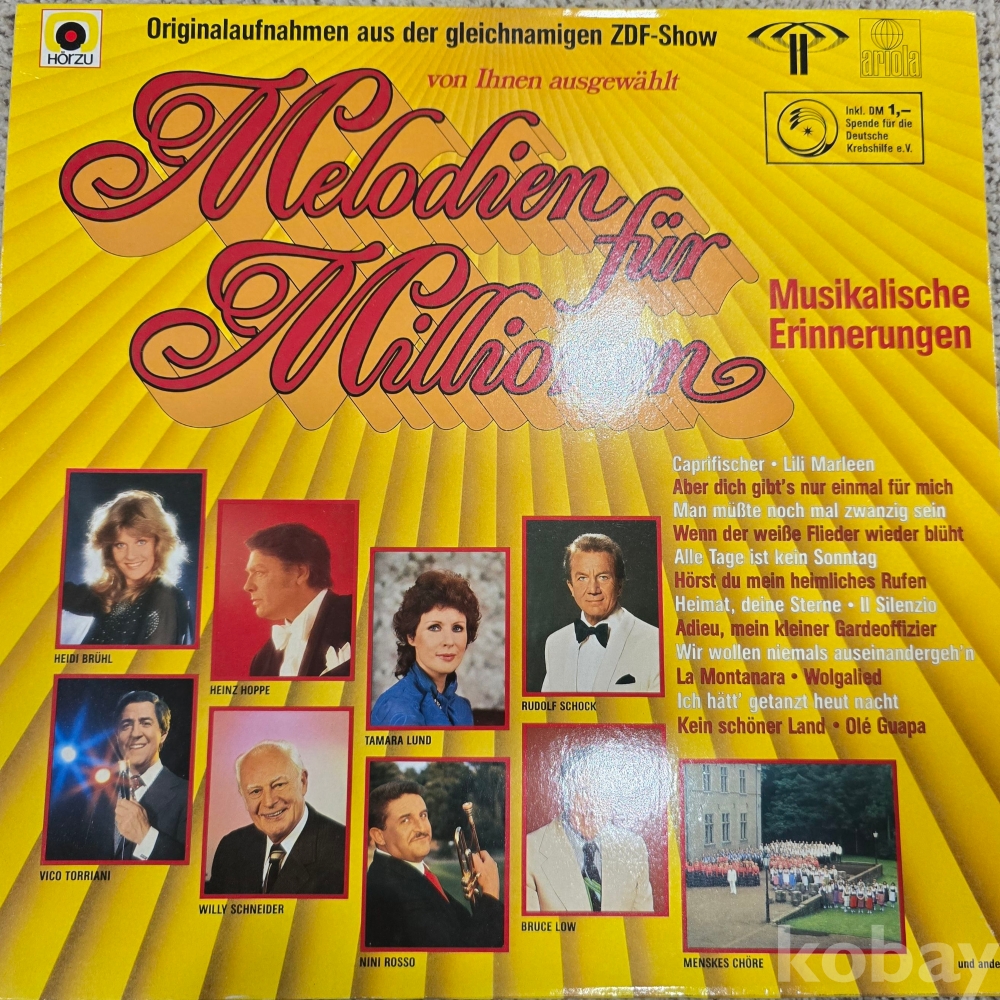 HÖRZU
Originalaufnahmen aus der gleichnamigen ZDF-Show
von Ihnen ausgewählt
ariola
Inkl. DM 1,–
Spende für die
Deutsche
Krebshilfe e.V.
Melodien
für
Millionen
Musikalische
Erinnerungen
Caprifischer • Lili Marleen
Aber dich gibt's nur einmal für mich
Man müßte noch mal zwanzig sein
Wenn der weiße Flieder wieder blüht
Alle Tage ist kein Sonntag
Hörst du mein heimliches Rufen
Heimat, deine Sterne • Il Silenzio
Adieu, mein kleiner Gardeoffizier
Wir wollen niemals auseinandergeh'n
La Montanara • Wolgalied
Ich hätt' getanzt heut nacht
Kein schöner Land • Olé Guapa
HEIDI BRÜHL
HEINZ HOPPE
TAMARA LUND
RUDOLF SCHOCK
VICO TORRIANI
WILLY SCHNEIDER
NINI ROSSO
BRUCE LOW
MENSKES CHÖRE
und ande
kobay